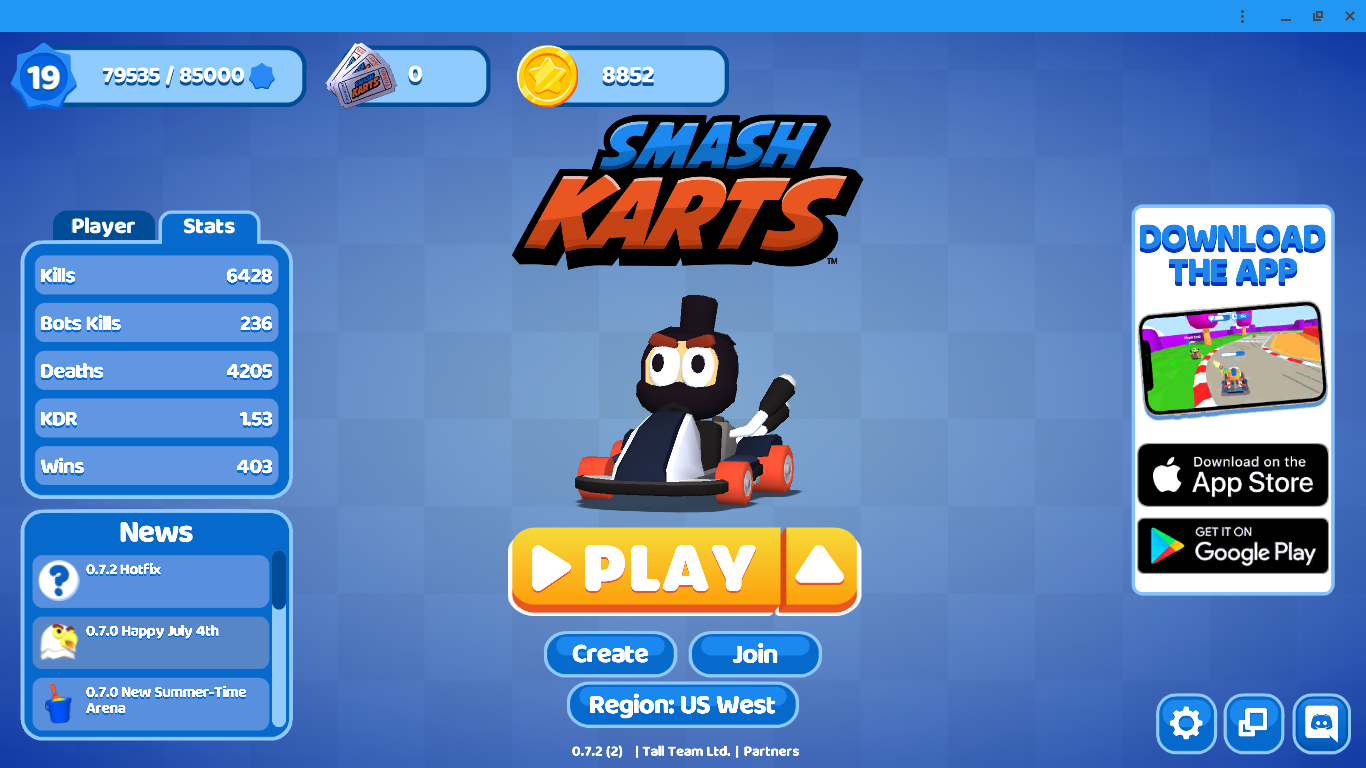 19
79535 / 85000
0
8852
SMASH
KARTS
KARTS™
Player
Stats
Kills 6428
Bots Kills 236
Deaths 4205
KDR 1.53
Wins 403
News
0.7.2 Hotfix
0.7.0 Happy July 4th
0.7.0 New Summer-Time
Arena
PLAY
Create
Join
Region: US West
0.7.2 (2) | Tall Team Ltd. | Partners
DOWNLOAD
THE APP
Download on the
App Store
GET IT ON
Google Play